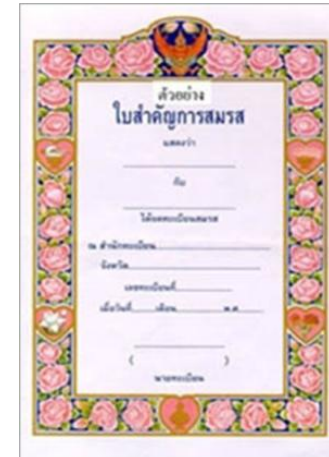 ตัวอย่าง
ใบสำคัญการสมรส
แสดงว่า
กับ
ได้จดทะเบียนสมรส
ณ สำนักทะเบียน
จังหวัด
เลขทะเบียนที่
เมื่อวันที่ เดือน พ.ศ.
( )
นายทะเบียน